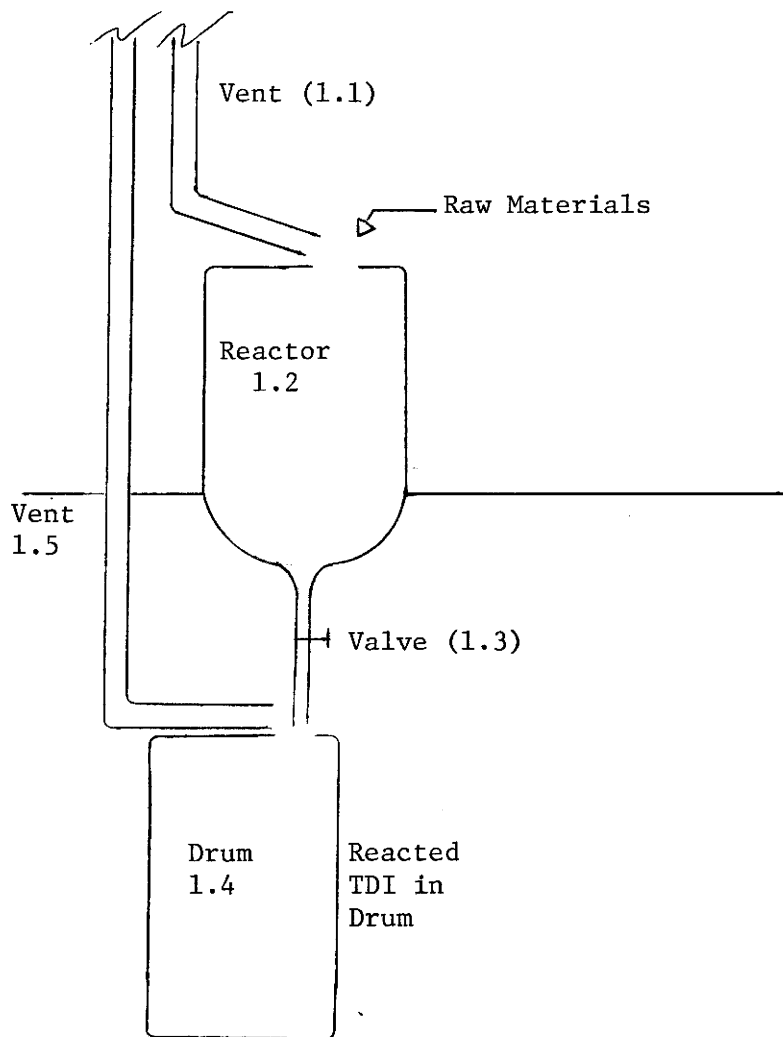 Vent (1.1)
Raw Materials
Reactor
1.2
Vent
1.5
Valve (1.3)
Drum
1.4
Reacted
TDI in
Drum